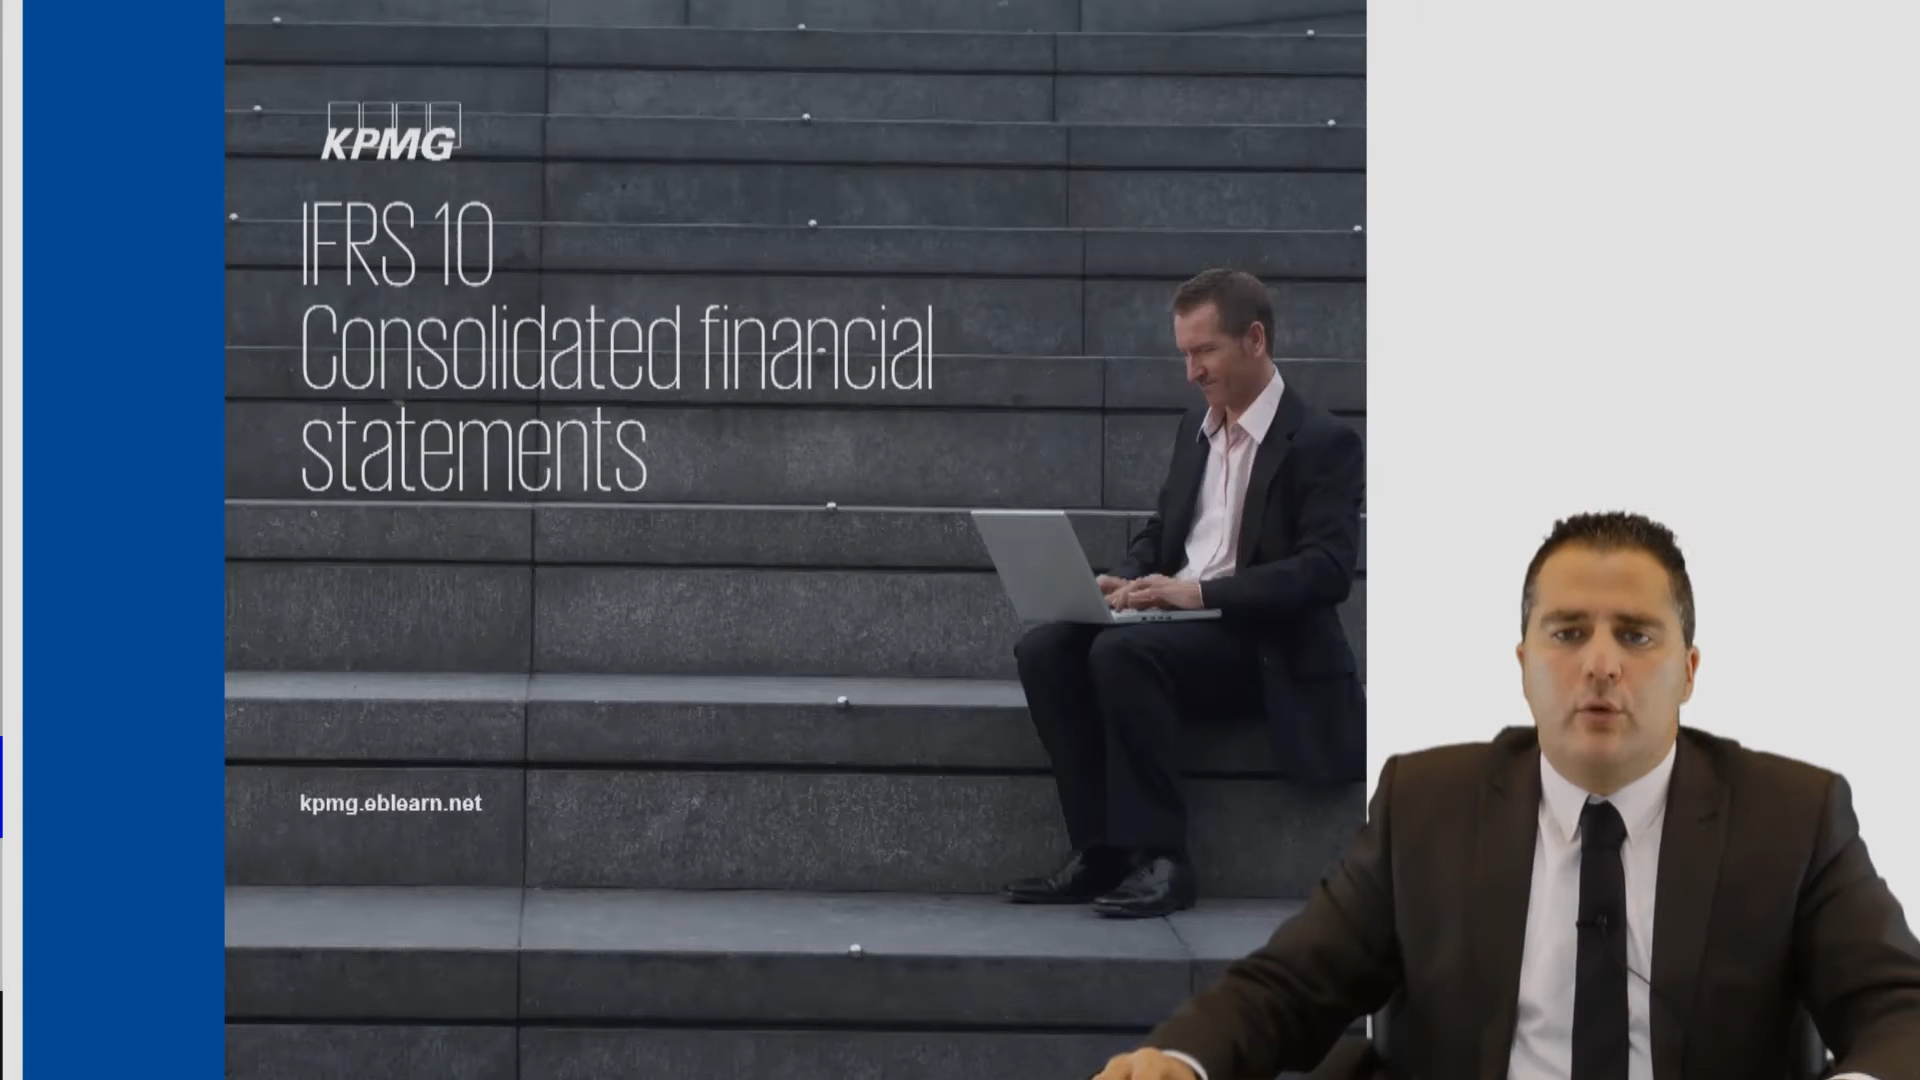 KPMG
IFRS 10
Consolidated financial
statements
kpmg.eblearn.net